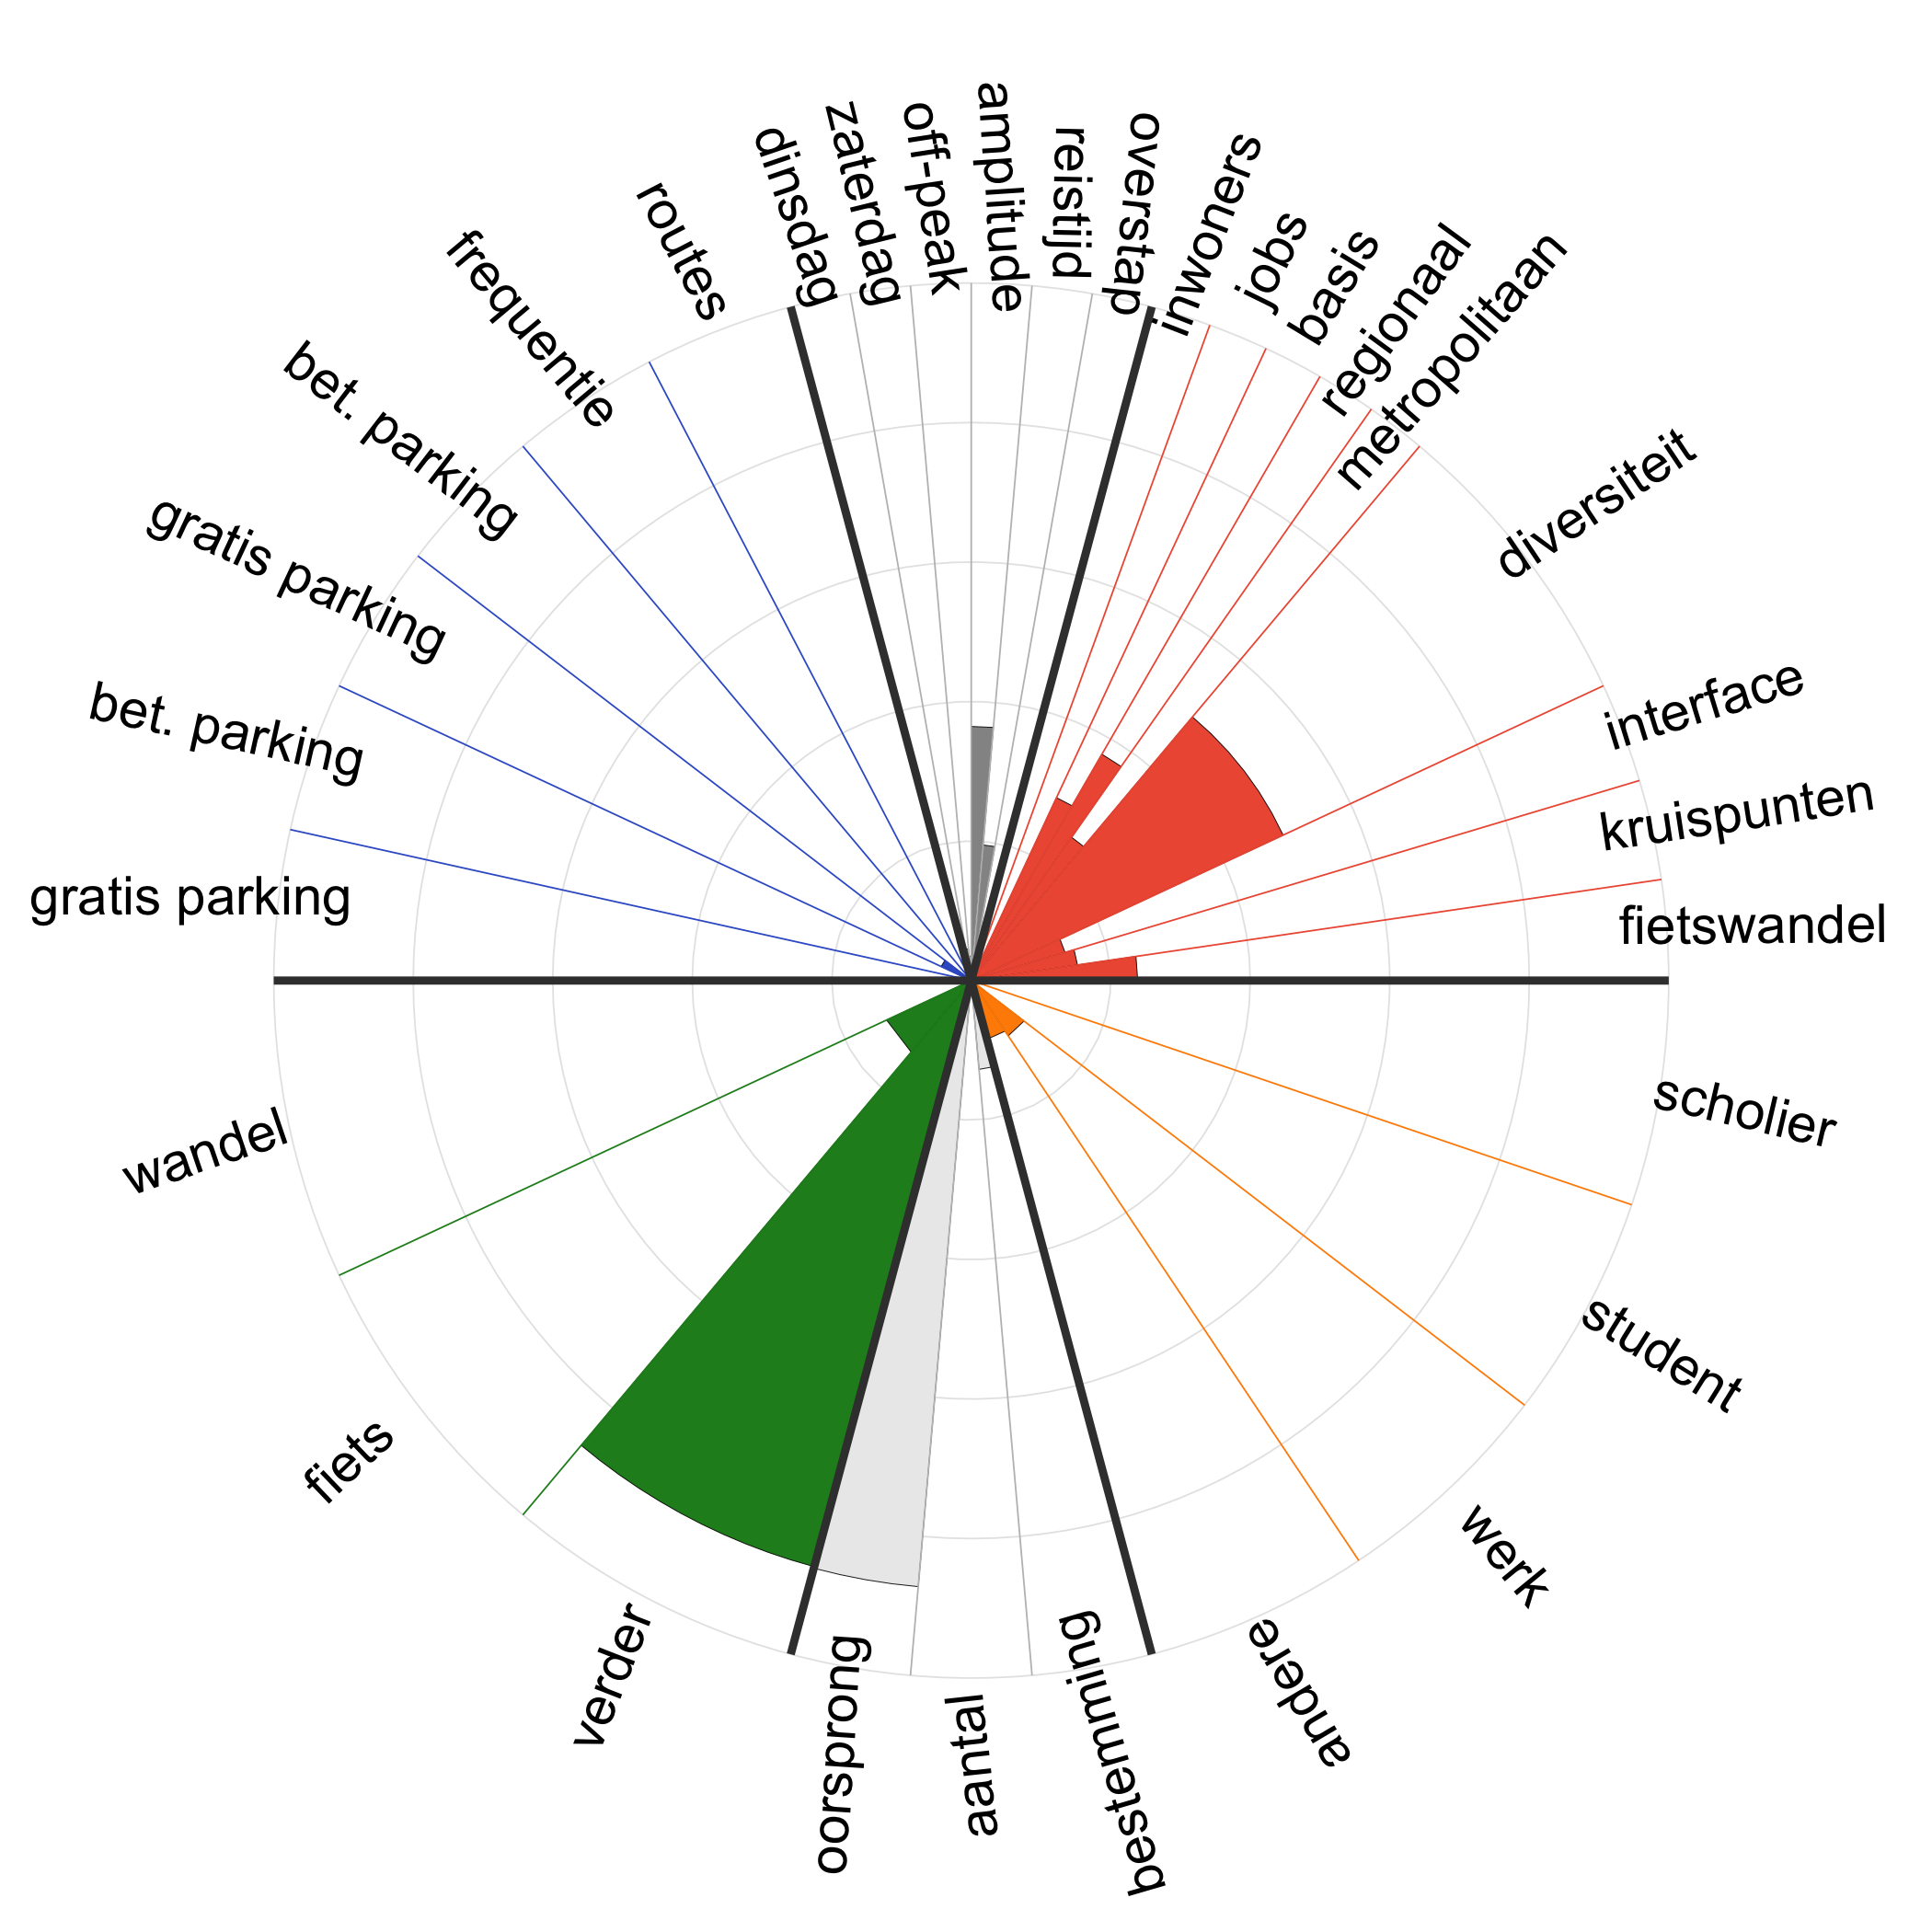 dinsdag
zaterdag
off-peak
amplitude
reistijd
overstap
inwoners
jobs
basis
regionaal
metropolitaan
diversiteit
interface
kruispunten
fietswandel
scholier
student
werk
andere
bestemming
aantal
oorsprong
verder
fiets
wandel
gratis parking
bet. parking
gratis parking
bet. parking
frequentie
routes